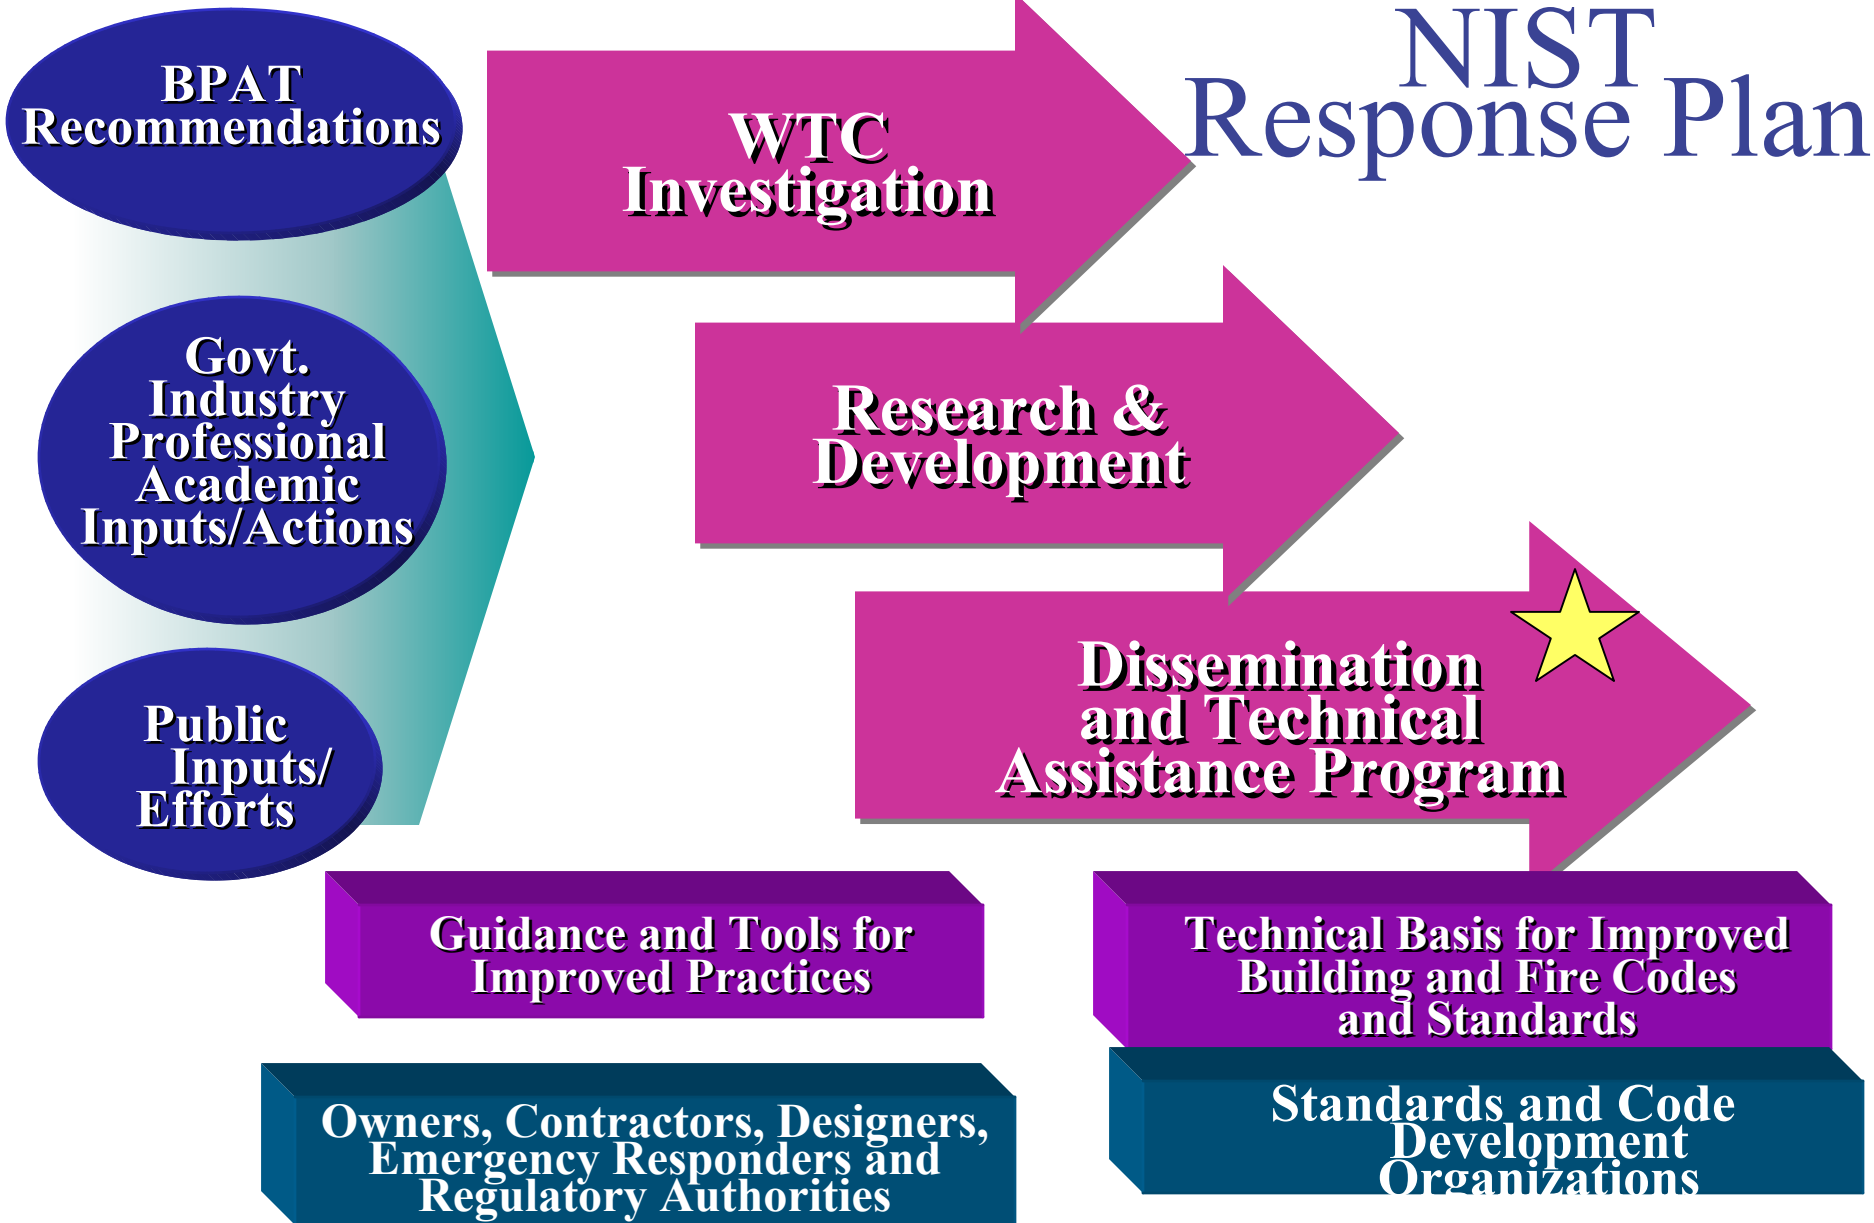 NIST
Response Plan
BPAT
Recommendations
WTC
Investigation
Govt.
Industry
Professional
Academic
Inputs/Actions
Research &
Development
Public
Inputs/
Efforts
Dissemination
and Technical
Assistance Program
Guidance and Tools for
Improved Practices
Technical Basis for Improved
Building and Fire Codes
and Standards
Owners, Contractors, Designers,
Emergency Responders and
Regulatory Authorities
Standards and Code
Development
Organizations